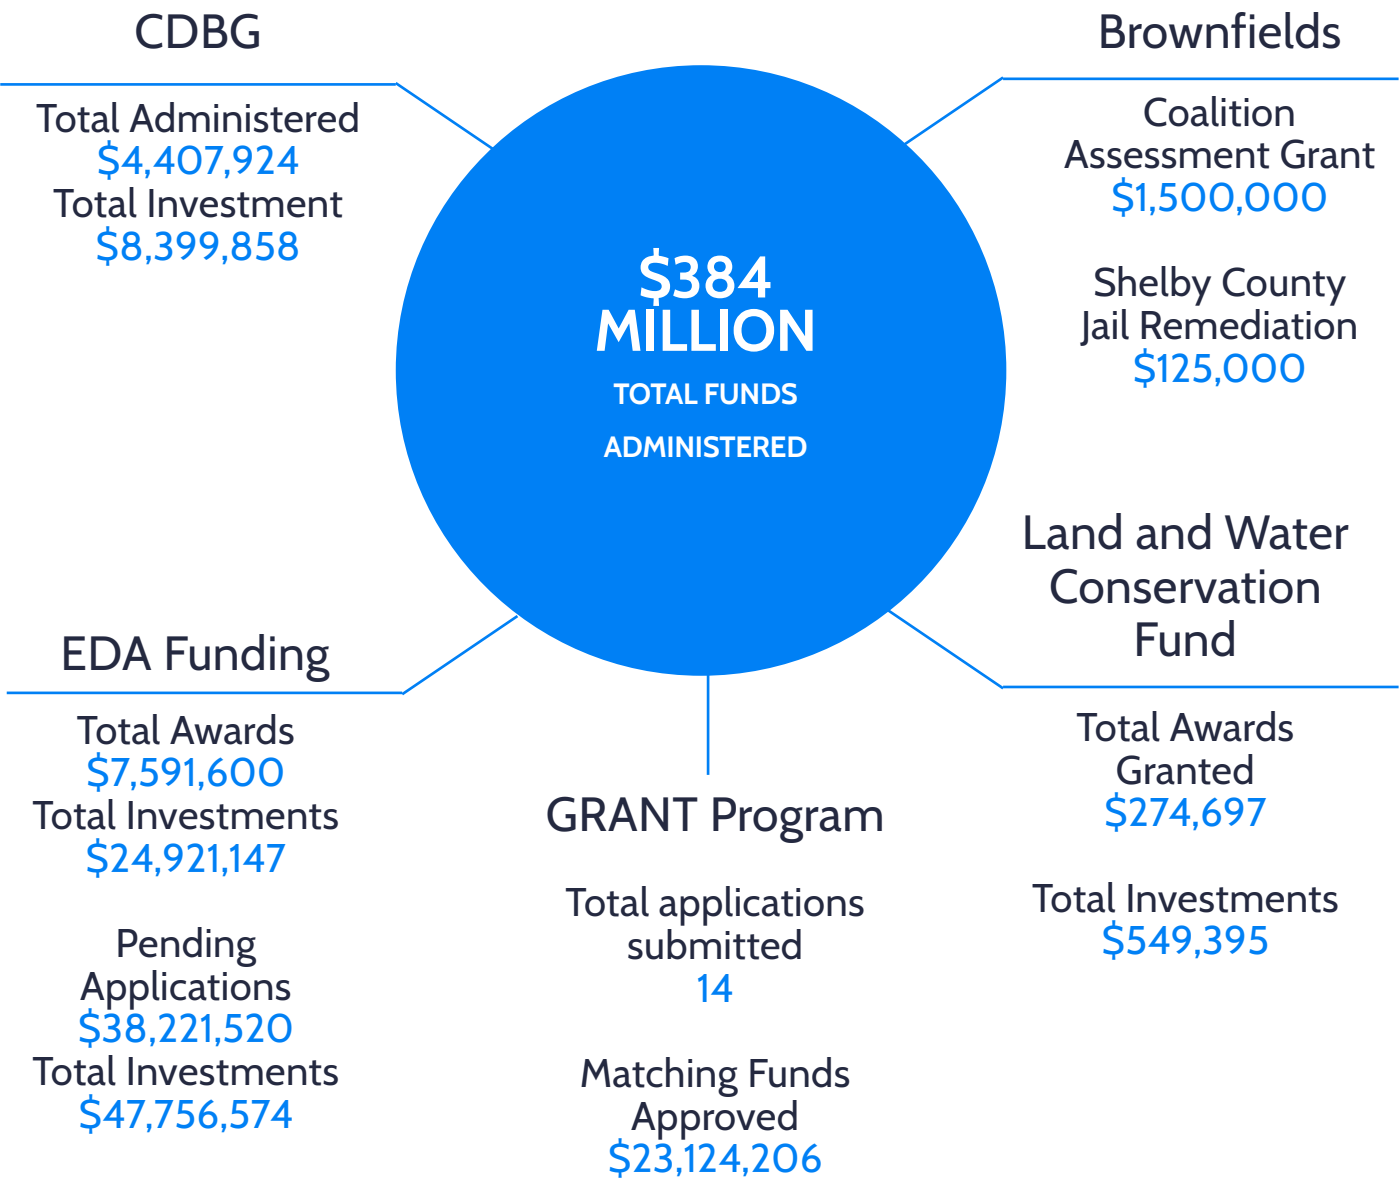 CDBG
Total Administered
$4,407,924
Total Investment
$8,399,858
Brownfields
Coalition
Assessment Grant
$1,500,000
Shelby County
Jail Remediation
$125,000
$384
MILLION
TOTAL FUNDS
ADMINISTERED
EDA Funding
Total Awards
$7,591,600
Total Investments
$24,921,147
Pending
Applications
$38,221,520
Total Investments
$47,756,574
GRANT Program
Total applications
submitted
14
Matching Funds
Approved
$23,124,206
Land and Water
Conservation
Fund
Total Awards
Granted
$274,697
Total Investments
$549,395